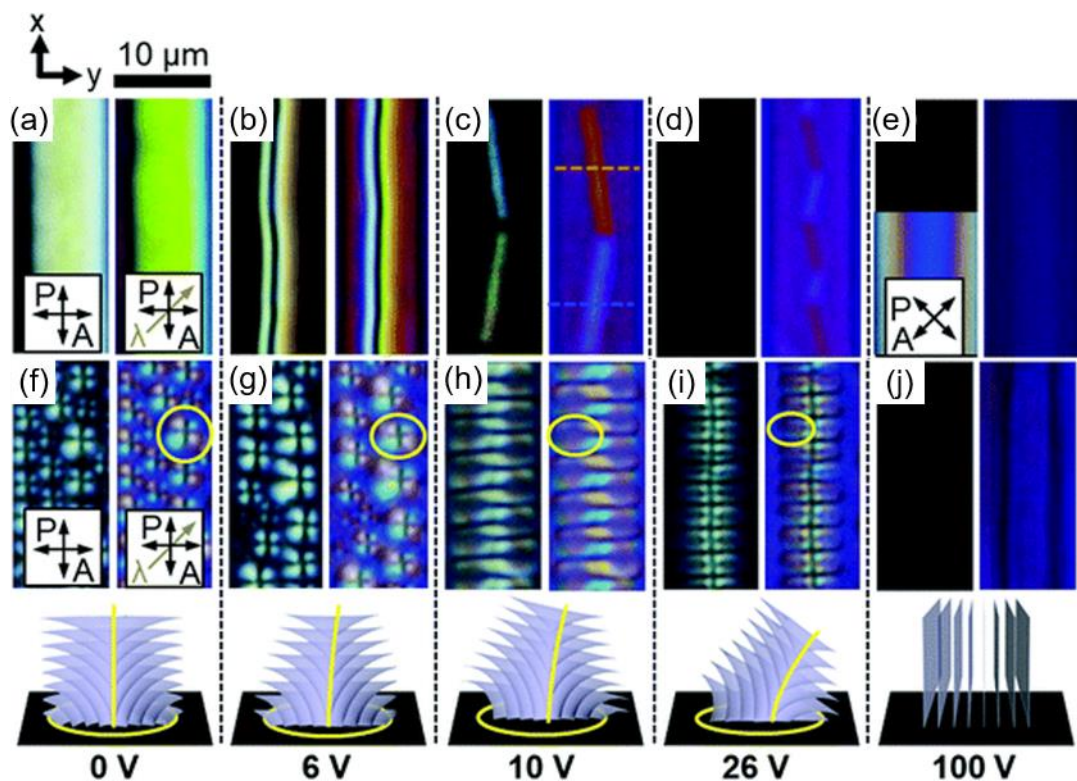 x
y
10 μm
(a) (b) (c) (d) (e)
P
A
P
λ A
P
A
(f) (g) (h) (i) (j)
P
A
P
λ A
0 V 6 V 10 V 26 V 100 V